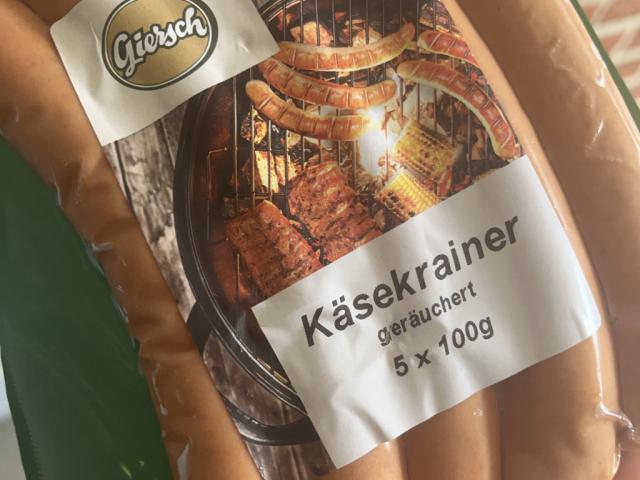 Giersch
Käsekrainer
geräuchert
5 x 100g